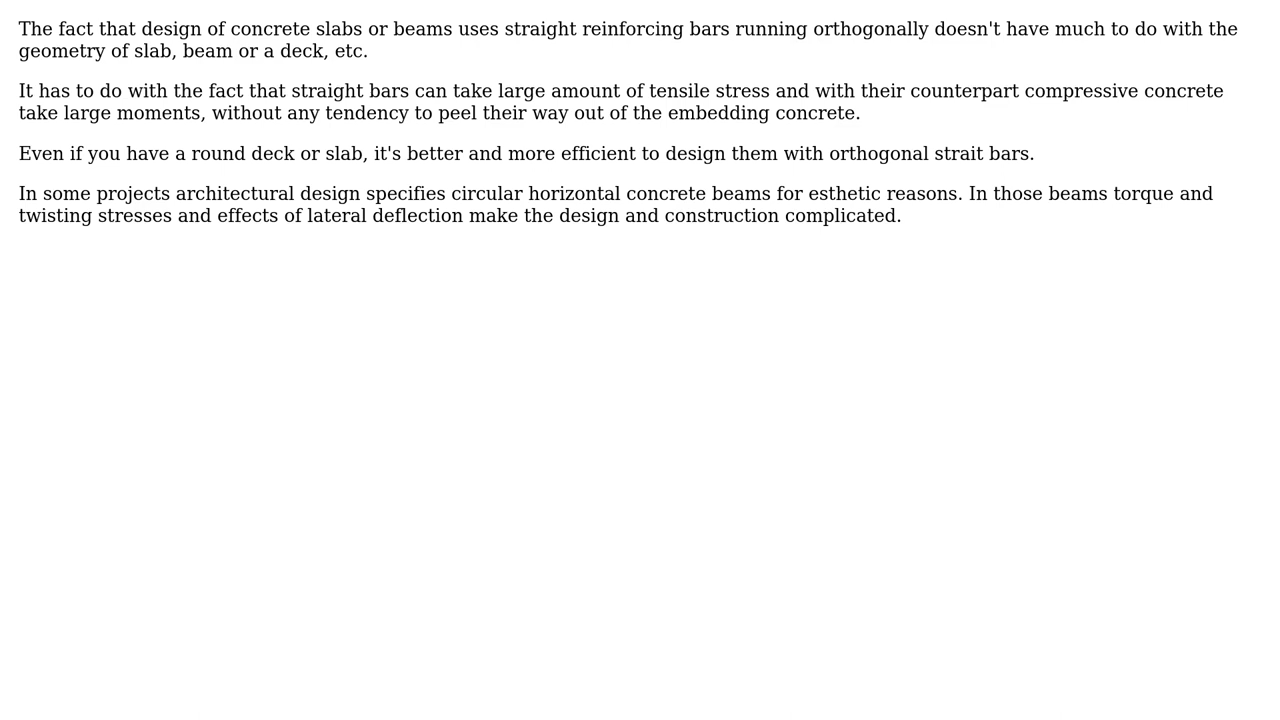 The fact that design of concrete slabs or beams uses straight reinforcing bars running orthogonally doesn't have much to do with the
geometry of slab, beam or a deck, etc.
It has to do with the fact that straight bars can take large amount of tensile stress and with their counterpart compressive concrete
take large moments, without any tendency to peel their way out of the embedding concrete.
Even if you have a round deck or slab, it's better and more efficient to design them with orthogonal strait bars.
In some projects architectural design specifies circular horizontal concrete beams for esthetic reasons. In those beams torque and
twisting stresses and effects of lateral deflection make the design and construction complicated.